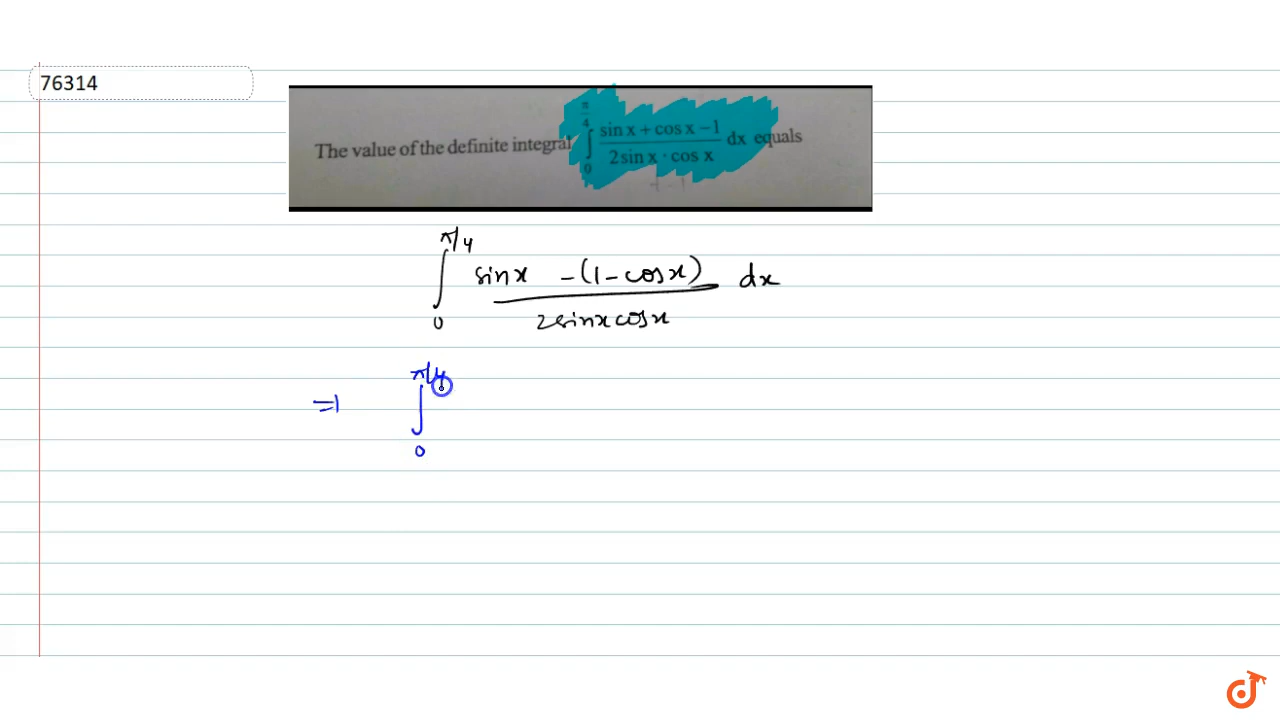 76314
The value of the definite integral ∫₀^(π/4) (sin x + cos x − 1)/(2 sin x · cos x) dx equals
∫₀^(π/4) (sin x − (1 − cos x))/(2 sin x cos x) dx
⇒ ∫₀^(π/4)